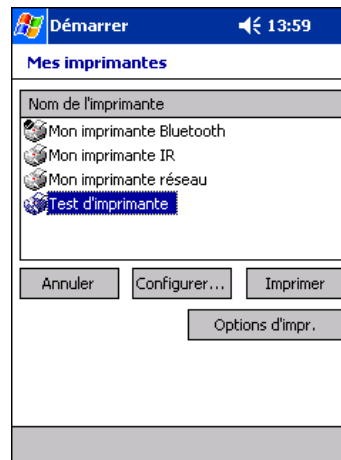 Démarrer 13:59
Mes imprimantes
Nom de l'imprimante
Mon imprimante Bluetooth
Mon imprimante IR
Mon imprimante réseau
Test d'imprimante
Annuler Configurer... Imprimer
Options d'impr.